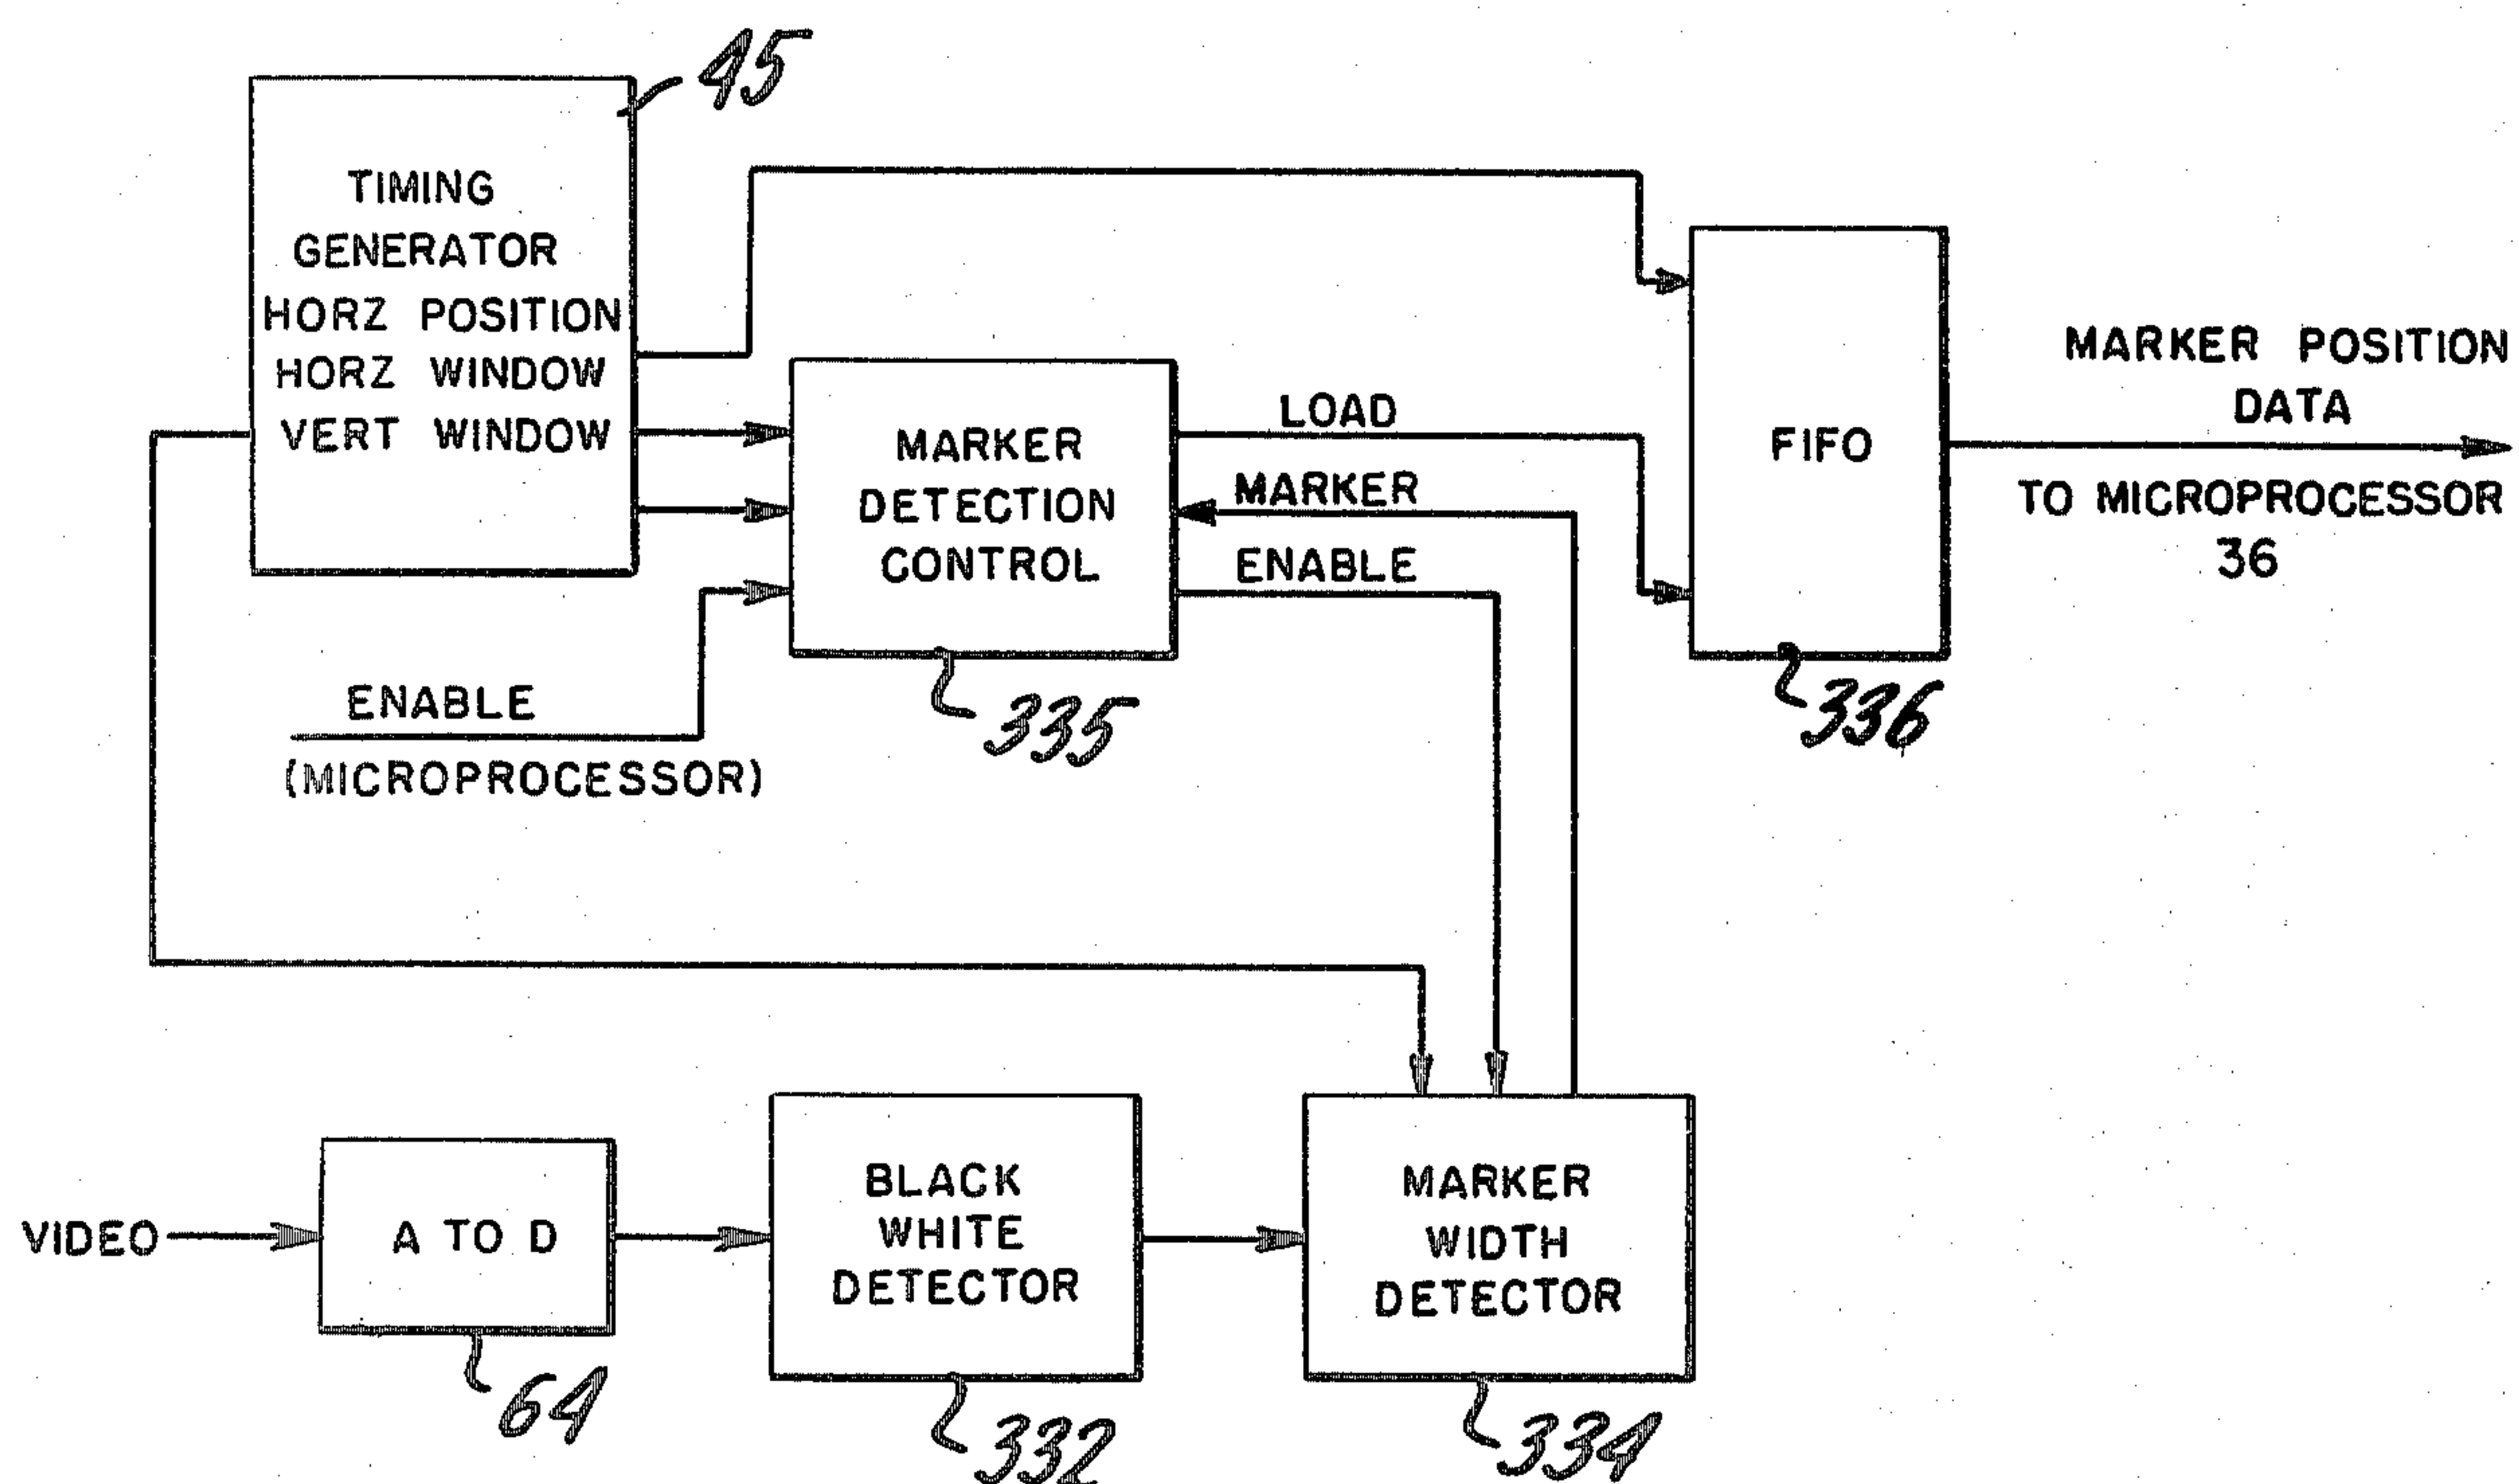 45
TIMING
GENERATOR
HORZ POSITION
HORZ WINDOW
VERT WINDOW
MARKER
DETECTION
CONTROL
335
LOAD
MARKER
ENABLE
FIFO
336
MARKER POSITION
DATA
TO MICROPROCESSOR
36
ENABLE
(MICROPROCESSOR)
VIDEO
A TO D
64
BLACK
WHITE
DETECTOR
332
MARKER
WIDTH
DETECTOR
334